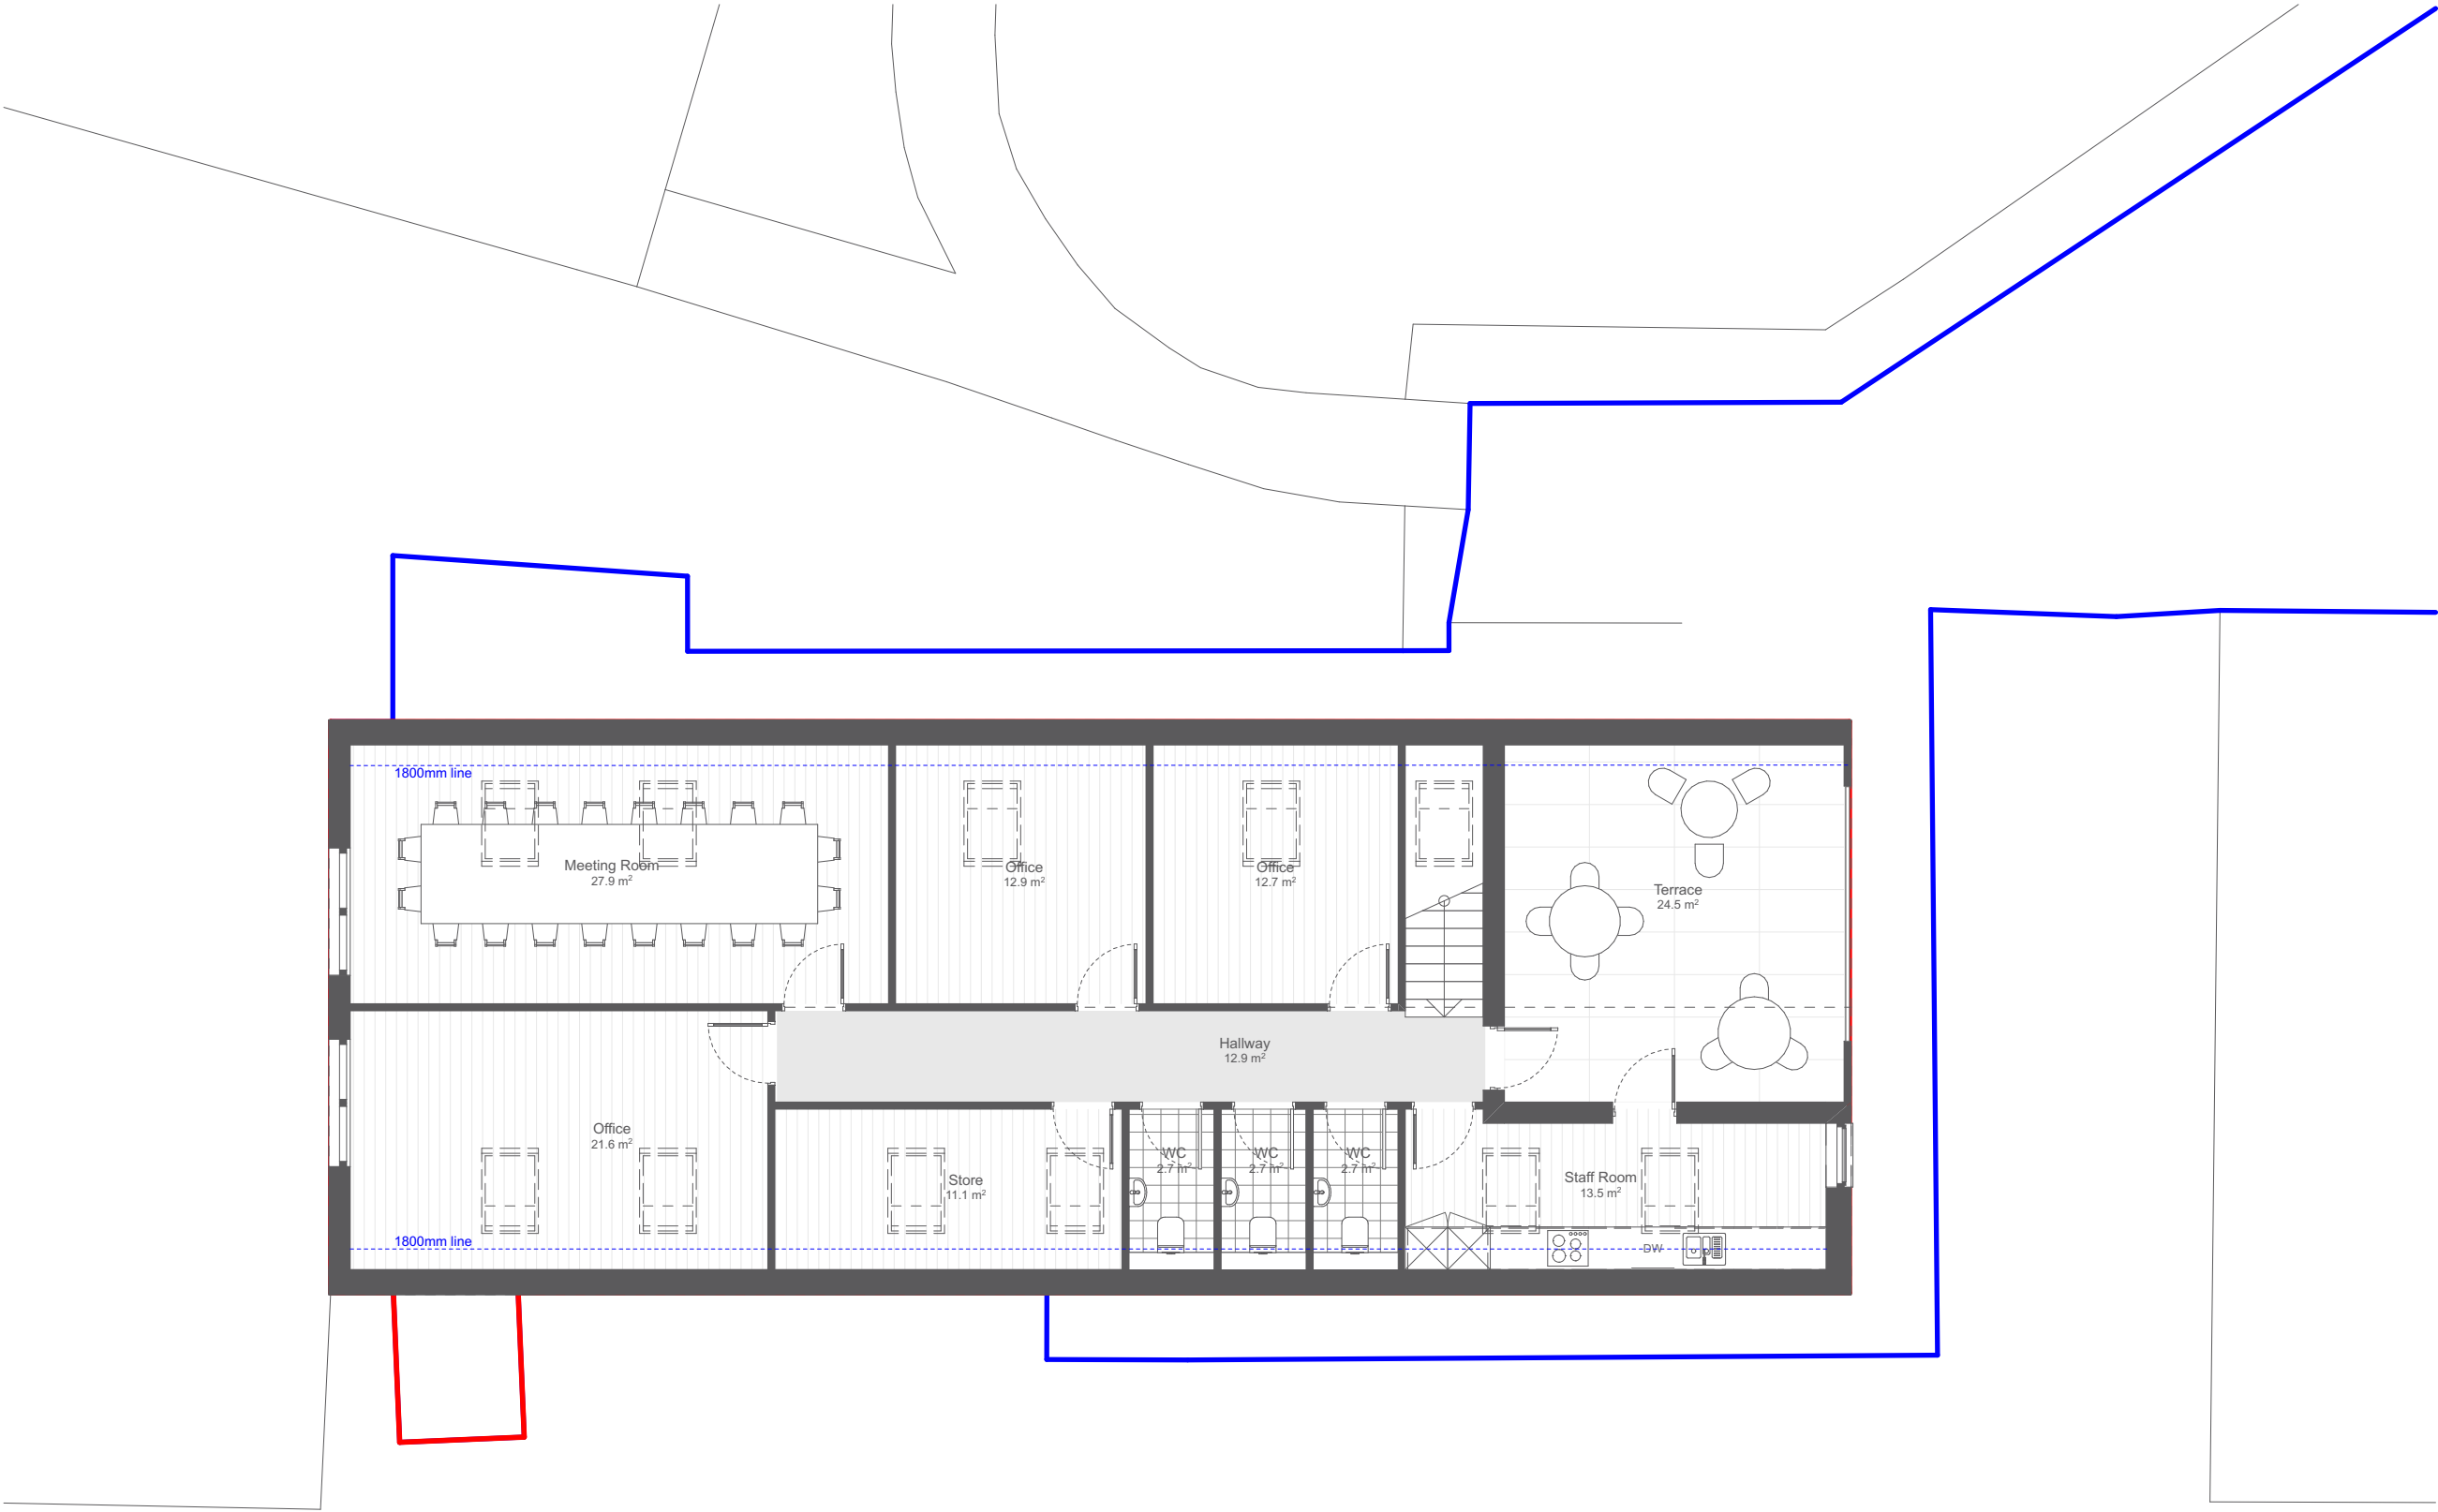 1800mm line
Meeting Room
27.9 m²
Office
12.9 m²
Office
12.7 m²
Terrace
24.5 m²
Hallway
12.9 m²
Office
21.6 m²
Store
11.1 m²
WC
2.7 m²
WC
2.7 m²
WC
2.7 m²
Staff Room
13.5 m²
1800mm line
DW